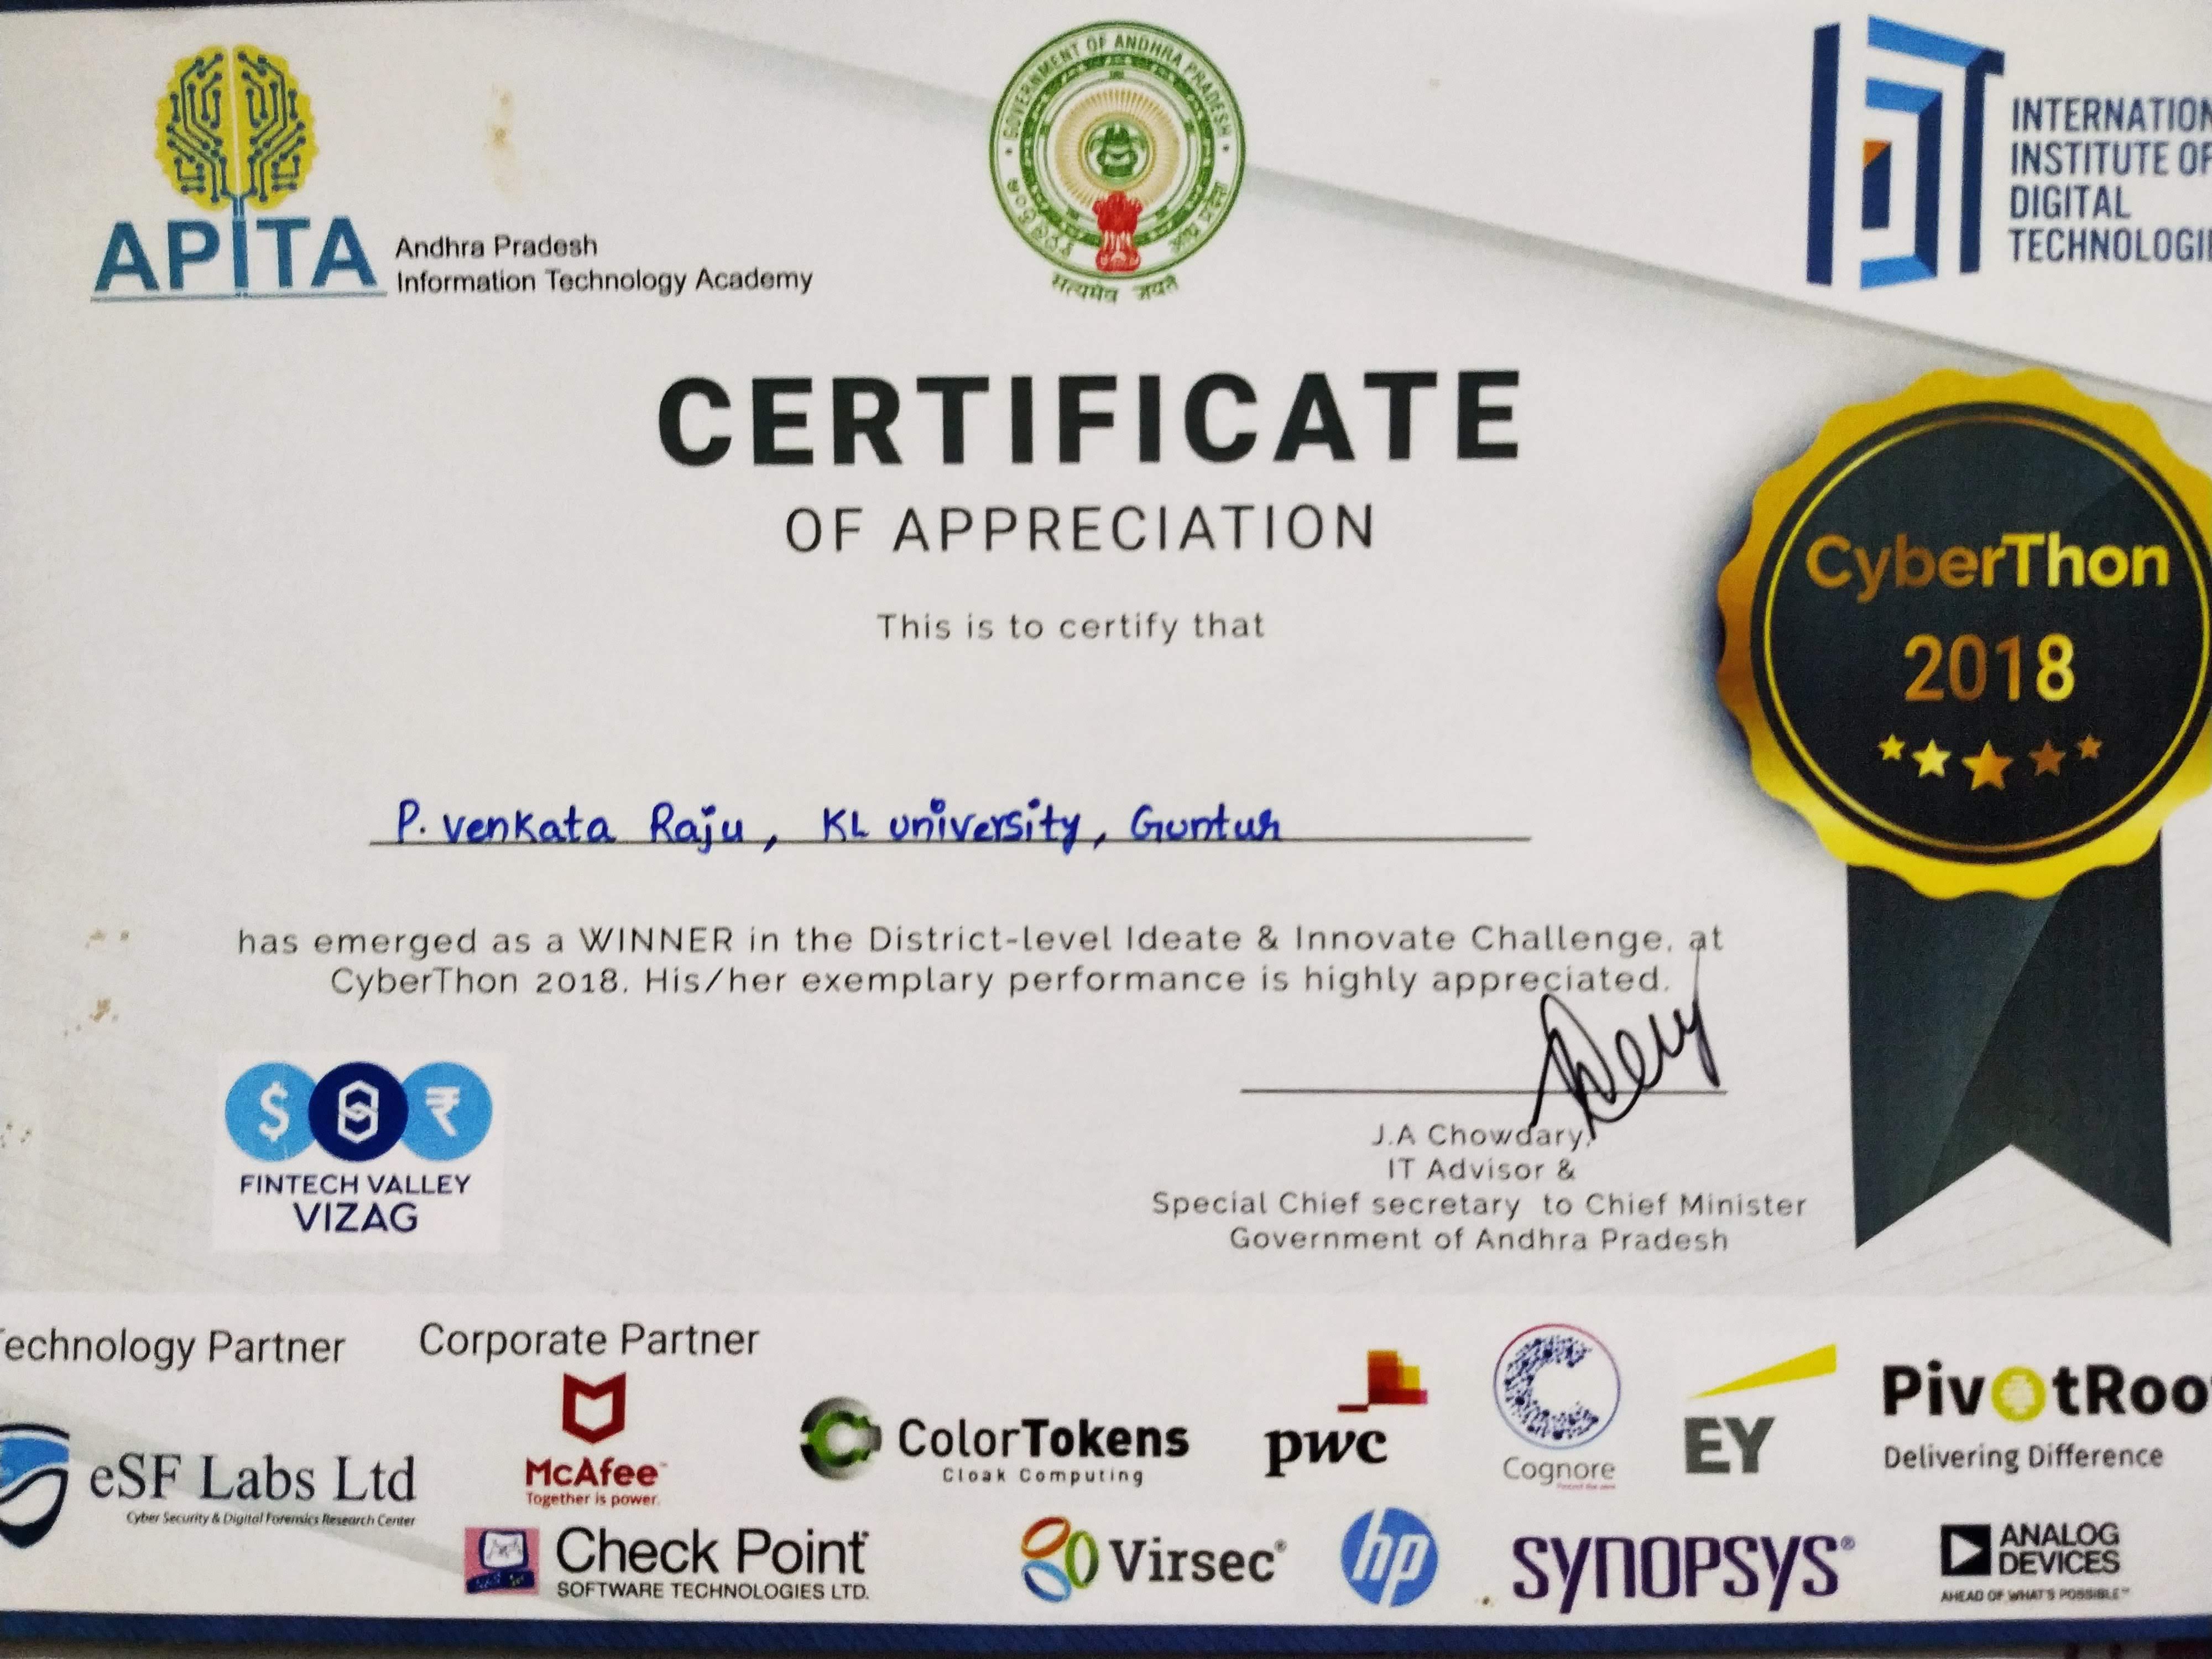 APITA
Andhra Pradesh
Information Technology Academy
GOVERNMENT OF ANDHRA PRADESH
सत्यमेव जयते
INTERNATION
INSTITUTE OF
DIGITAL
TECHNOLOGI
CERTIFICATE
OF APPRECIATION
This is to certify that
CyberThon
2018
P. Venkata Raju, KL University, Guntur
has emerged as a WINNER in the District-level Ideate & Innovate Challenge, at
CyberThon 2018. His/her exemplary performance is highly appreciated.
J.A Chowdary,
IT Advisor &
Special Chief secretary to Chief Minister
Government of Andhra Pradesh
FINTECH VALLEY
VIZAG
echnology Partner
Corporate Partner
eSF Labs Ltd
Cyber Security & Digital Forensics Research Center
McAfee™
Together is power.
ColorTokens
Cloak Computing
pwc
Cognore
EY
PivotRoo
Delivering Difference
Check Point
SOFTWARE TECHNOLOGIES LTD.
Virsec®
hp
SYNOPSYS®
ANALOG
DEVICES
AHEAD OF WHAT'S POSSIBLE™